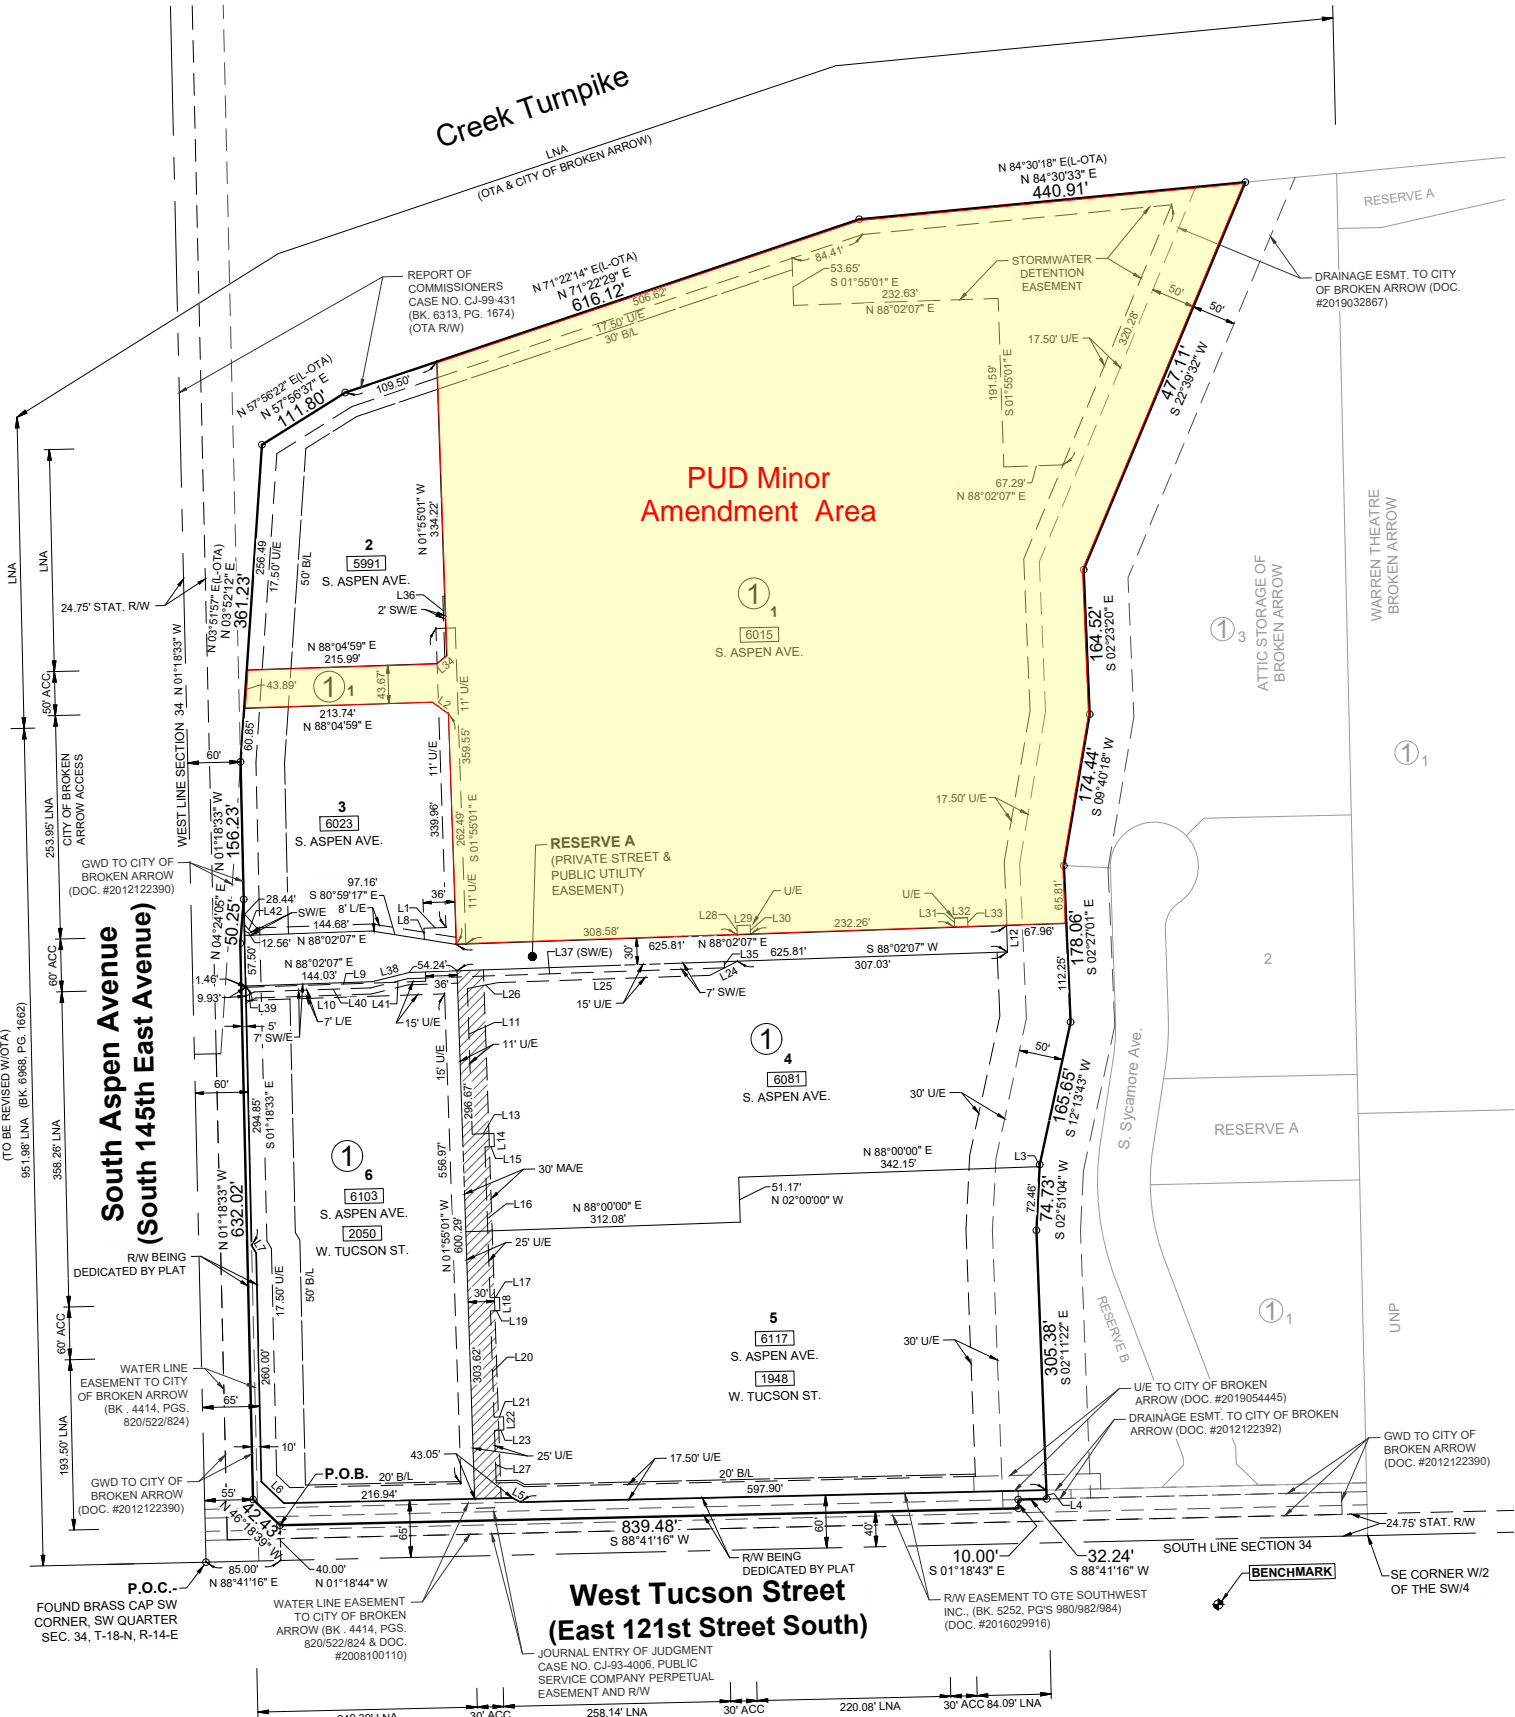 Creek Turnpike
LNA
(OTA & CITY OF BROKEN ARROW)
N 84°30'18" E(L-OTA)
N 84°30'33" E
440.91'
RESERVE A
REPORT OF
COMMISSIONERS
CASE NO. CJ-99-431
(BK. 6313, PG. 1674)
(OTA R/W)
N 71°22'14" E(L-OTA)
N 71°22'29" E
616.12'
506.62'
17.50' U/E
30' B/L
84.41'
53.65'
S 01°55'01" E
232.63'
N 88°02'07" E
STORMWATER
DETENTION
EASEMENT
DRAINAGE ESMT. TO CITY
OF BROKEN ARROW (DOC.
#2019032867)
50'
50'
320.28'
17.50' U/E
477.11'
S 22°39'32" W
191.59'
S 01°55'01" E
67.29'
N 88°02'07" E
N 57°56'22" E(L-OTA)
N 57°56'37" E
111.80'
109.50'
LNA
LNA
24.75' STAT. R/W
WEST LINE SECTION 34 N 01°18'33" W
N 03°51'57" E(L-OTA)
N 03°52'12" E
361.23'
256.49
17.50' U/E
50' B/L
2
5991
S. ASPEN AVE.
N 01°55'01" W
334.22'
L36
2' SW/E
PUD Minor
Amendment Area
1
1
6015
S. ASPEN AVE.
N 88°04'59" E
215.99'
L34
43.89'
1
1
43.67'
L2
11' U/E
213.74'
N 88°04'59" E
50' ACC
60.85'
60'
164.52'
S 02°23'20" E
174.44'
S 09°40'18" W
1
3
ATTIC STORAGE OF
BROKEN ARROW
WARREN THEATRE
BROKEN ARROW
1
1
253.95' LNA
CITY OF BROKEN
ARROW ACCESS
3
6023
S. ASPEN AVE.
11' U/E
359.55'
339.96'
262.49'
S 01°55'01" E
11' U/E
17.50' U/E
N 01°18'33" W
156.23'
GWD TO CITY OF
BROKEN ARROW
(DOC. #2012122390)
RESERVE A
(PRIVATE STREET &
PUBLIC UTILITY
EASEMENT)
97.16'
S 80°59'17" E
8' L/E
L1
L8
36'
28.44'
L42
SW/E
144.68'
12.56'
N 88°02'07" E
N 04°24'05" E
50.25'
57.50'
U/E
L28
L29
L30
U/E
L31
L32
L33
65.81'
308.58'
232.26'
625.81'
N 88°02'07" E
S 88°02'07" W
L12
67.96'
178.06'
S 02°27'01" E
112.25'
L37 (SW/E)
30'
L35
625.81'
307.03'
L24
L25
15' U/E
7' SW/E
60' ACC
N 88°02'07" E
144.03'
L9
L38
54.24'
1.46'
9.93'
36'
L39
L10
L40
L41
7' L/E
15' U/E
L26
5'
7' SW/E
South Aspen Avenue
(South 145th East Avenue)
(TO BE REVISED W/OTA)
951.98' LNA (BK. 6968, PG. 1662)
358.26' LNA
60'
294.85'
S 01°18'33" E
15' U/E
296.67'
L11
11' U/E
1
4
6081
S. ASPEN AVE.
50'
30' U/E
165.65'
S 12°13'43" W
2
S. Sycamore Ave.
RESERVE A
L13
L14
L15
30' MA/E
L16
556.97'
1
6
6103
S. ASPEN AVE.
2050
W. TUCSON ST.
N 88°00'00" E
342.15'
L3
51.17'
N 02°00'00" W
N 88°00'00" E
312.08'
72.46'
74.73'
S 02°51'04" W
N 01°18'33" W
632.02'
L7
R/W BEING
DEDICATED BY PLAT
17.50' U/E
50' B/L
N 01°55'01" W
600.29'
25' U/E
30'
L17
L18
L19
5
6117
S. ASPEN AVE.
1948
W. TUCSON ST.
30' U/E
305.38'
S 02°11'22" E
RESERVE B
1
1
UNP
60' ACC
WATER LINE
EASEMENT TO CITY
OF BROKEN ARROW
(BK . 4414, PGS.
820/522/824)
65'
260.00'
303.62'
L20
L21
L22
L23
25' U/E
L27
U/E TO CITY OF BROKEN
ARROW (DOC. #2019054445)
DRAINAGE ESMT. TO CITY OF BROKEN
ARROW (DOC. #2012122392)
GWD TO CITY OF
BROKEN ARROW
(DOC. #2012122390)
193.50' LNA
10'
43.05'
17.50' U/E
GWD TO CITY OF
BROKEN ARROW
(DOC. #2012122390)
L6
P.O.B.
20' B/L
216.94'
L5
20' B/L
597.90'
L4
55'
42.43'
N 46°18'39" W
65'
839.48'
S 88°41'16" W
60'
40'
24.75' STAT. R/W
SOUTH LINE SECTION 34
85.00'
N 88°41'16" E
40.00'
N 01°18'44" W
R/W BEING
DEDICATED BY PLAT
10.00'
S 01°18'43" E
32.24'
S 88°41'16" W
BENCHMARK
SE CORNER W/2
OF THE SW/4
P.O.C.-
FOUND BRASS CAP SW
CORNER, SW QUARTER
SEC. 34, T-18-N, R-14-E
WATER LINE EASEMENT
TO CITY OF BROKEN
ARROW (BK . 4414, PGS.
820/522/824 & DOC.
#2008100110)
West Tucson Street
(East 121st Street South)
R/W EASEMENT TO GTE SOUTHWEST
INC., (BK. 5252, PG'S 980/982/984)
(DOC. #2016029916)
JOURNAL ENTRY OF JUDGMENT
CASE NO. CJ-93-4006, PUBLIC
SERVICE COMPANY PERPETUAL
EASEMENT AND R/W
LNA
30' ACC
258.14' LNA
30' ACC
220.08' LNA
30' ACC
84.09' LNA